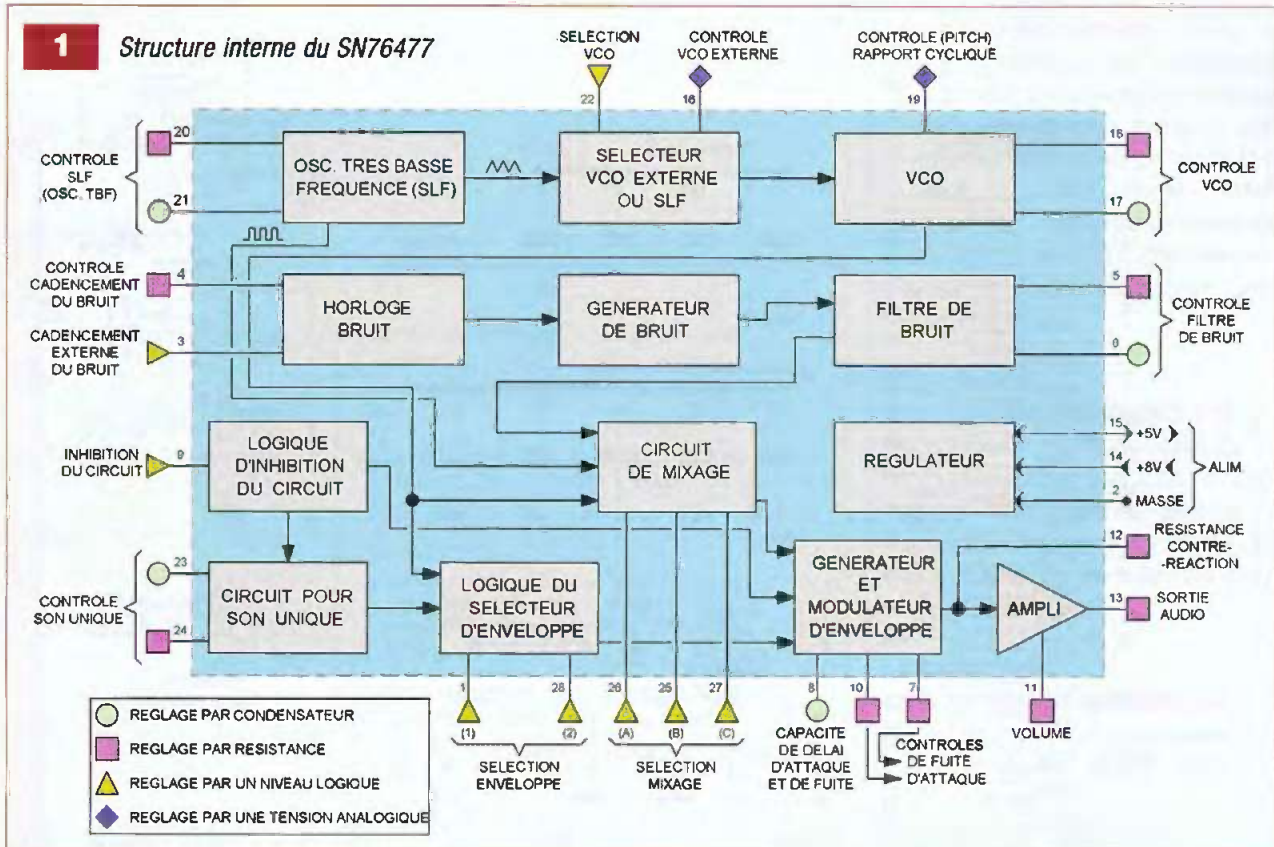 1 Structure interne du SN76477
SELECTION
VCO
22
CONTROLE
VCO EXTERNE
16
CONTROLE (PITCH)
RAPPORT CYCLIQUE
19
CONTROLE
SLF
(OSC. TBF)
20
21
OSC. TRES BASSE
FREQUENCE (SLF)
SELECTEUR
VCO EXTERNE
OU SLF
VCO
18
17
CONTROLE
VCO
CONTROLE
CADENCEMENT
DU BRUIT
4
CADENCEMENT
EXTERNE
DU BRUIT
3
HORLOGE
BRUIT
GENERATEUR
DE BRUIT
FILTRE DE
BRUIT
5
6
CONTROLE
FILTRE
DE BRUIT
INHIBITION
DU CIRCUIT
9
LOGIQUE
D'INHIBITION
DU CIRCUIT
CIRCUIT
DE MIXAGE
REGULATEUR
15 +5V
14 +8V
2 MASSE
ALIM.
CONTROLE
SON UNIQUE
23
24
CIRCUIT POUR
SON UNIQUE
LOGIQUE DU
SELECTEUR
D'ENVELOPPE
GENERATEUR
ET
MODULATEUR
D'ENVELOPPE
AMPLI
12
RESISTANCE
CONTRE-
-REACTION
13
SORTIE
AUDIO
1
28
26
25
27
8
10
7
11
(1)
(2)
(A)
(B)
(C)
SELECTION
ENVELOPPE
SELECTION
MIXAGE
CAPACITE
DE DELAI
D'ATTAQUE
ET DE FUITE
CONTROLES
DE FUITE
D'ATTAQUE
VOLUME
REGLAGE PAR CONDENSATEUR
REGLAGE PAR RESISTANCE
REGLAGE PAR UN NIVEAU LOGIQUE
REGLAGE PAR UNE TENSION ANALOGIQUE